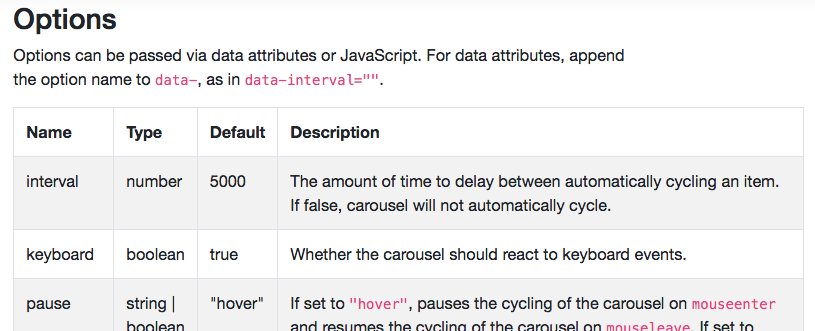 Options
Options can be passed via data attributes or JavaScript. For data attributes, append
the option name to data-, as in data-interval="".
Name Type Default Description
interval number 5000 The amount of time to delay between automatically cycling an item.
If false, carousel will not automatically cycle.
keyboard boolean true Whether the carousel should react to keyboard events.
pause string | "hover" If set to "hover", pauses the cycling of the carousel on mouseenter
boolean and resumes the cycling of the carousel on mouseleave. If set to